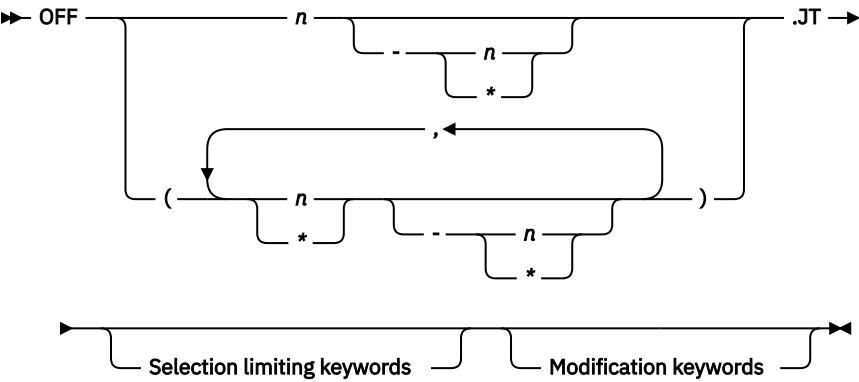 OFF n .JT
- n
*
,
( n )
* - n
*
Selection limiting keywords Modification keywords